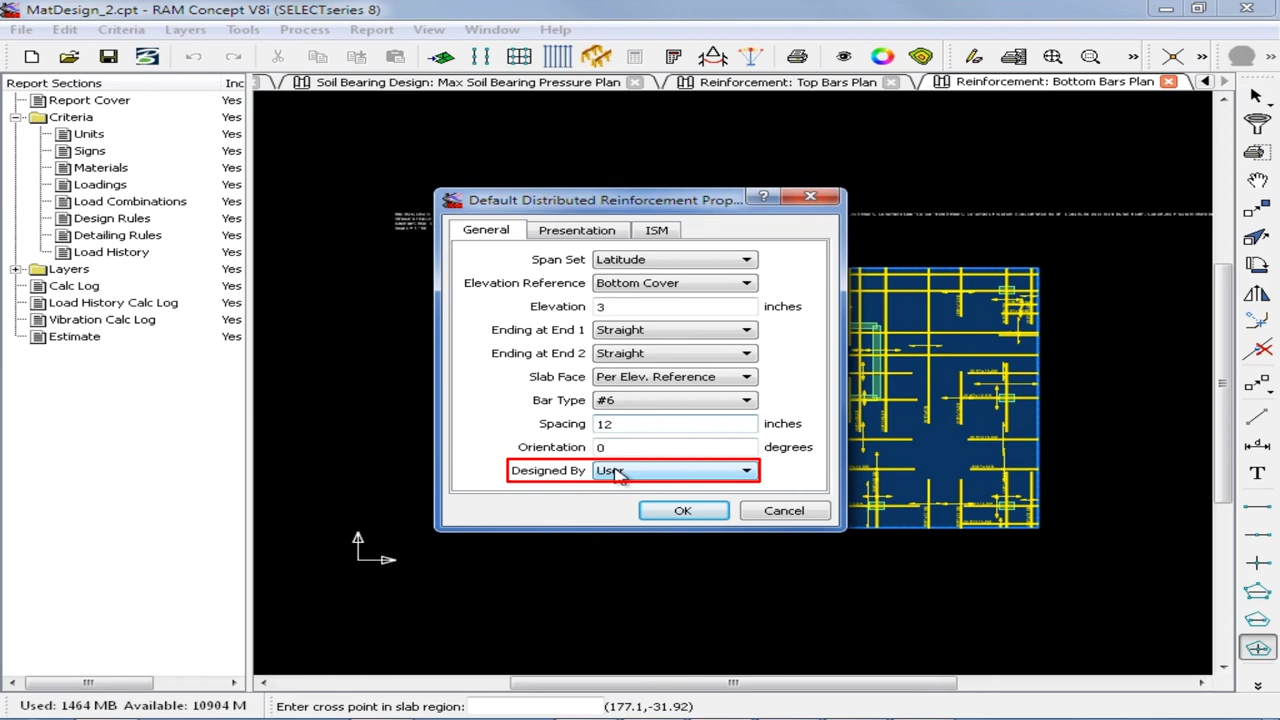 MatDesign_2.cpt - RAM Concept V8i (SELECTseries 8)
File Edit Criteria Layers Tools Process Report View Window Help
Report Sections Inc
Soil Bearing Design: Max Soil Bearing Pressure Plan
Reinforcement: Top Bars Plan
Reinforcement: Bottom Bars Plan
Report Cover Yes
Criteria Yes
Units Yes
Signs Yes
Materials Yes
Loadings Yes
Load Combinations Yes
Design Rules Yes
Detailing Rules Yes
Load History Yes
Layers Yes
Calc Log Yes
Load History Calc Log Yes
Vibration Calc Log Yes
Estimate Yes
Default Distributed Reinforcement Prop...
General Presentation ISM
Span Set Latitude
Elevation Reference Bottom Cover
Elevation 3 inches
Ending at End 1 Straight
Ending at End 2 Straight
Slab Face Per Elev. Reference
Bar Type #6
Spacing 12 inches
Orientation 0 degrees
Designed By User
OK Cancel
Used: 1464 MB Available: 10904 M
Enter cross point in slab region: (177.1,-31.92)